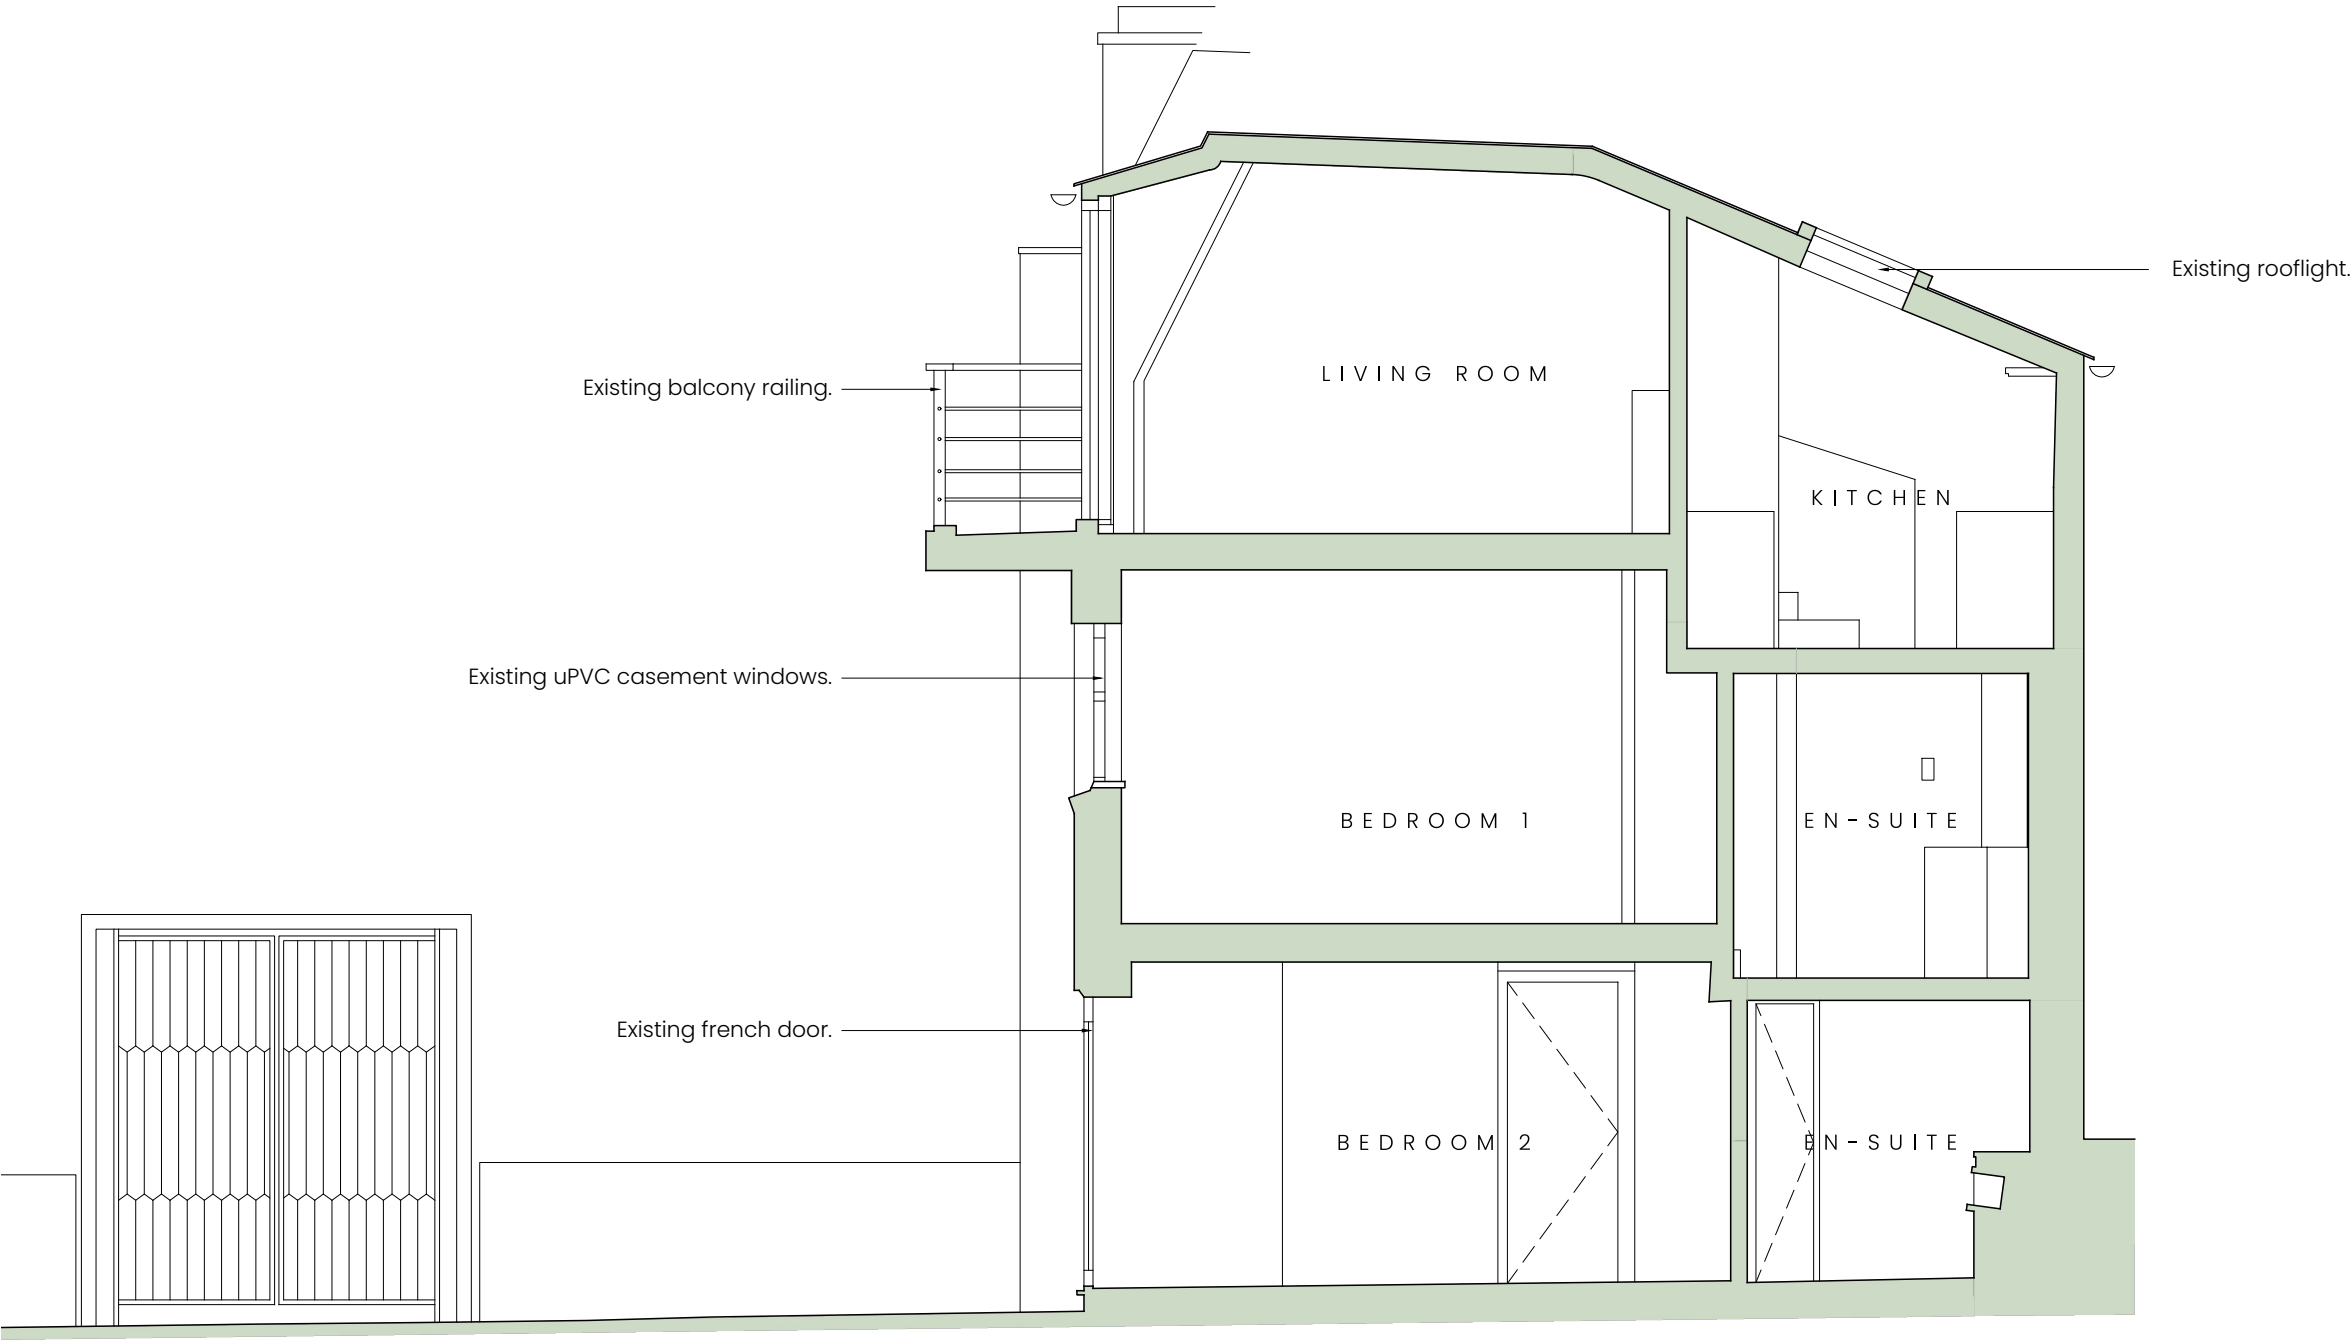 Existing rooflight.
LIVING ROOM
Existing balcony railing.
KITCHEN
Existing uPVC casement windows.
BEDROOM 1
EN-SUITE
Existing french door.
BEDROOM 2
EN-SUITE